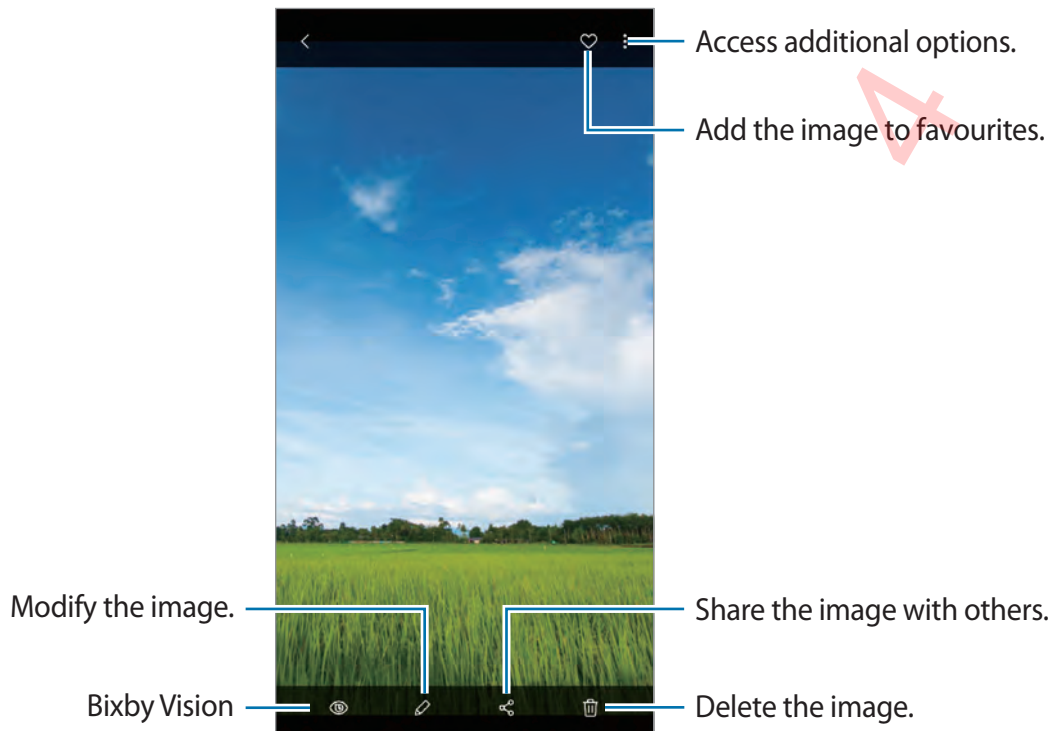 Access additional options.
Add the image to favourites.
4
Modify the image.
Share the image with others.
Bixby Vision
Delete the image.